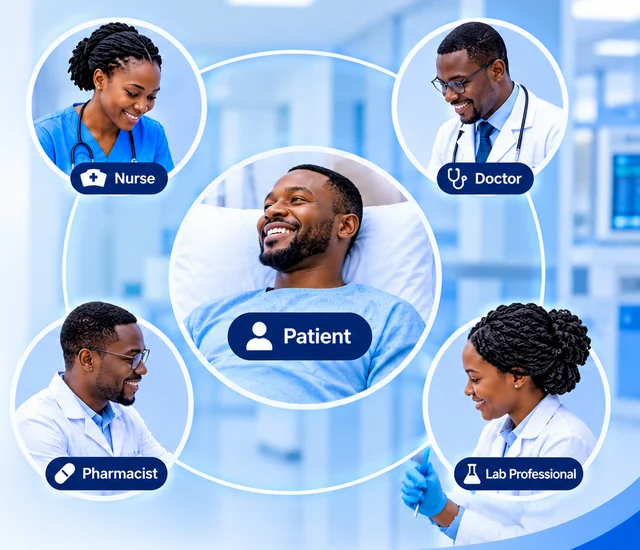 Nurse
Doctor
Patient
Pharmacist
Lab Professional